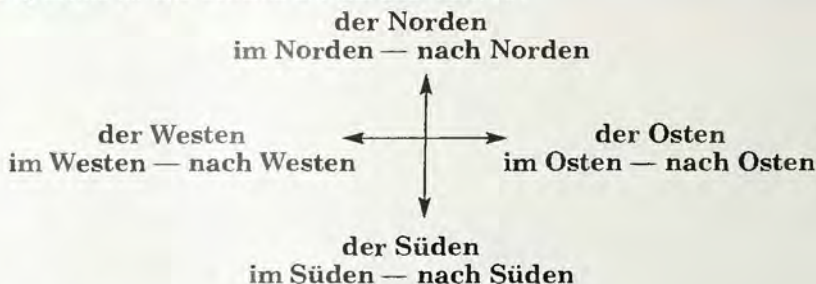 der Norden
im Norden — nach Norden
der Westen
im Westen — nach Westen
der Osten
im Osten — nach Osten
der Süden
im Süden — nach Süden